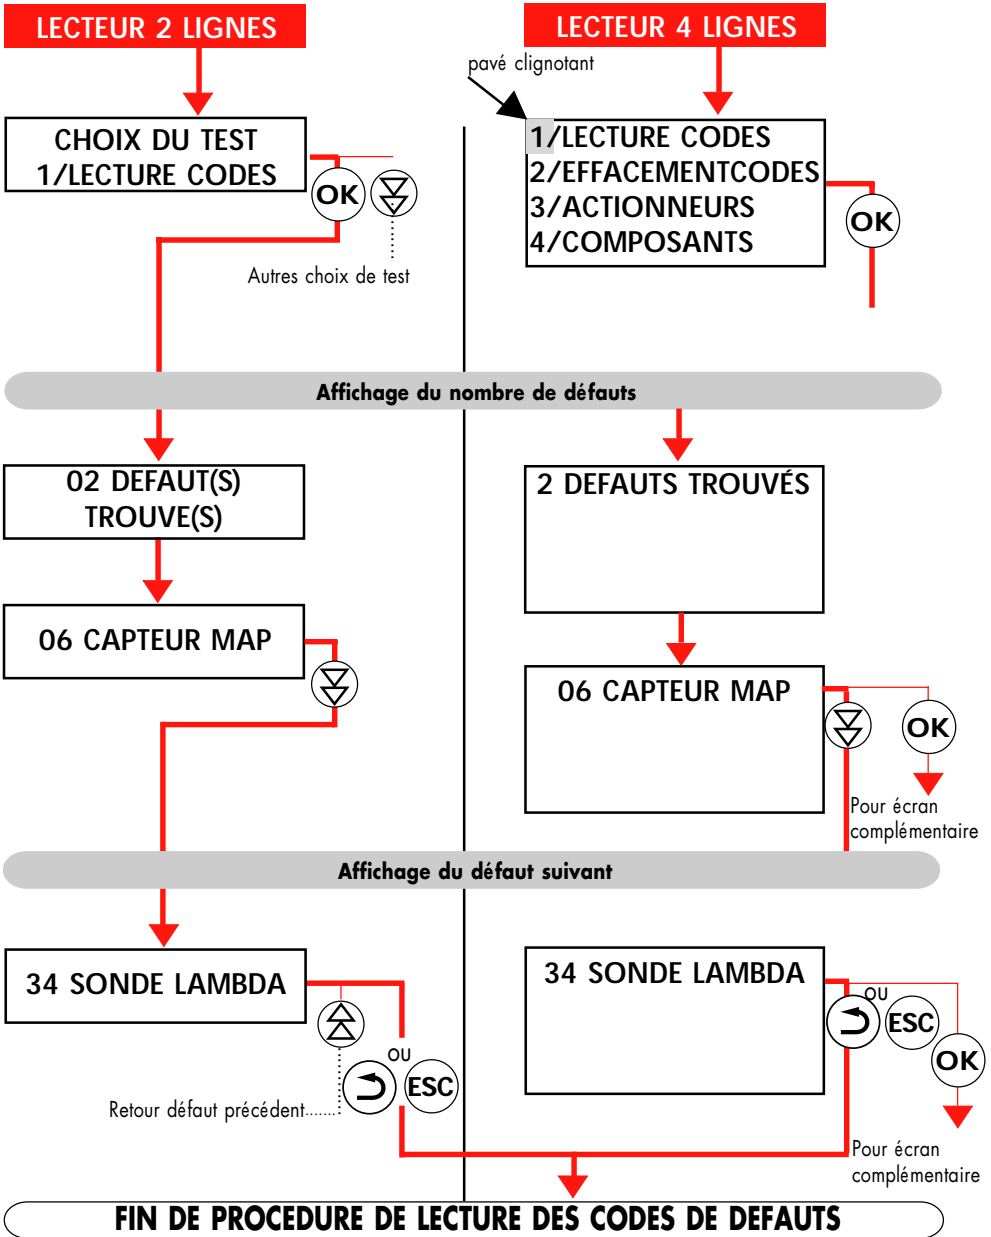 LECTEUR 2 LIGNES
LECTEUR 4 LIGNES
pavé clignotant
CHOIX DU TEST
1/LECTURE CODES
OK
Autres choix de test
1/LECTURE CODES
2/EFFACEMENTCODES
3/ACTIONNEURS
4/COMPOSANTS
OK
Affichage du nombre de défauts
02 DEFAUT(S)
TROUVE(S)
2 DEFAUTS TROUVÉS
06 CAPTEUR MAP
06 CAPTEUR MAP
OK
Pour écran
complémentaire
Affichage du défaut suivant
34 SONDE LAMBDA
OU
ESC
Retour défaut précédent.......
34 SONDE LAMBDA
OU
ESC
OK
Pour écran
complémentaire
FIN DE PROCEDURE DE LECTURE DES CODES DE DEFAUTS